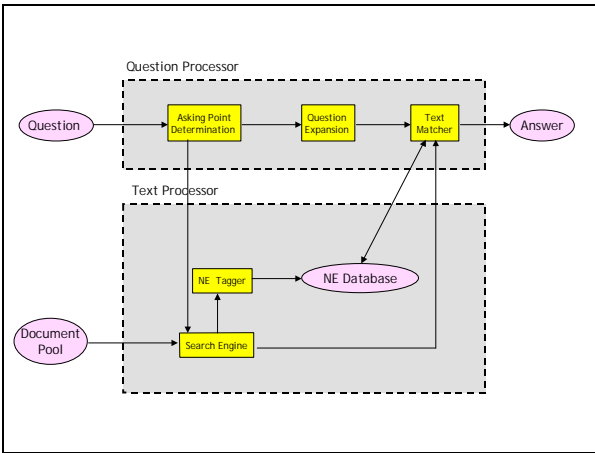 Question Processor
Question
Asking Point
Determination
Question
Expansion
Text
Matcher
Answer
Text Processor
NE Tagger
NE Database
Document
Pool
Search Engine